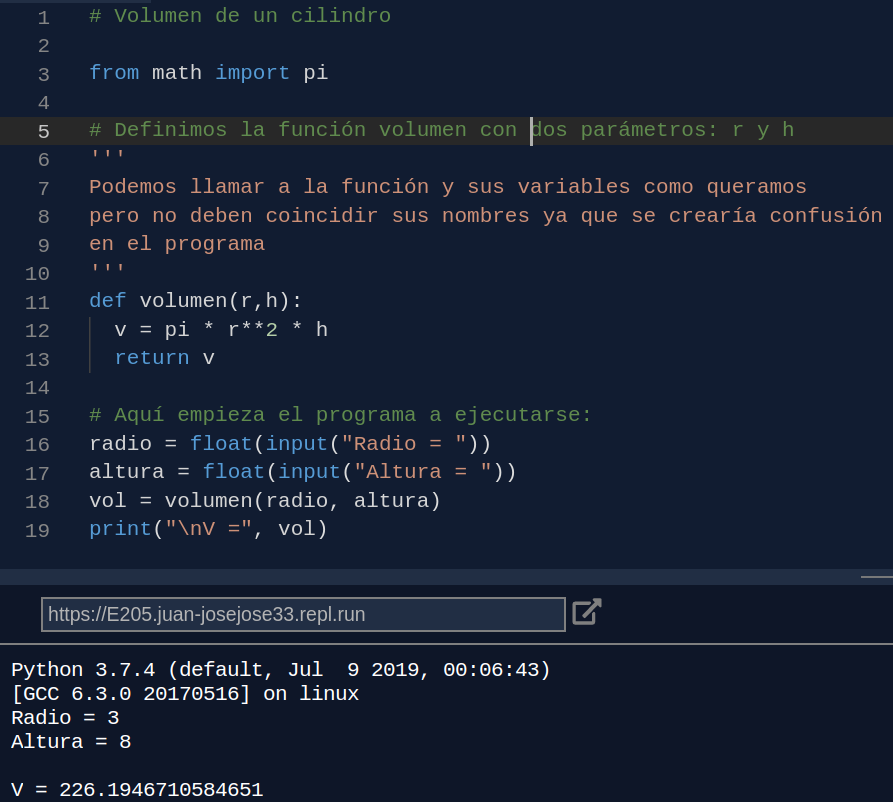 1 # Volumen de un cilindro
2
3 from math import pi
4
5 # Definimos la función volumen con dos parámetros: r y h
6 '''
7 Podemos llamar a la función y sus variables como queramos
8 pero no deben coincidir sus nombres ya que se crearía confusión
9 en el programa
10 '''
11 def volumen(r,h):
12   v = pi * r**2 * h
13   return v
14
15 # Aquí empieza el programa a ejecutarse:
16 radio = float(input("Radio = "))
17 altura = float(input("Altura = "))
18 vol = volumen(radio, altura)
19 print("\nV =", vol)
https://E205.juan-josejose33.repl.run
Python 3.7.4 (default, Jul  9 2019, 00:06:43)
[GCC 6.3.0 20170516] on linux
Radio = 3
Altura = 8
V = 226.1946710584651